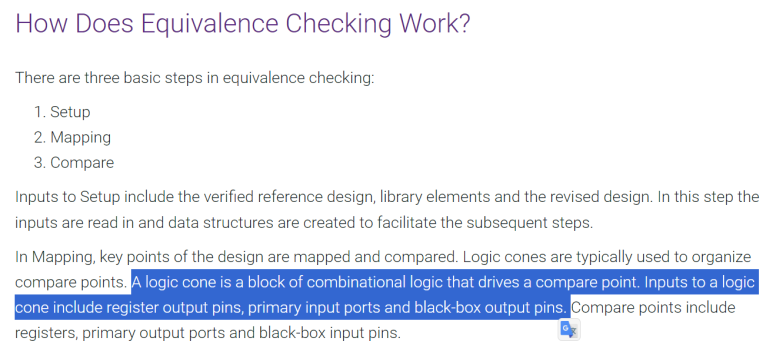 How Does Equivalence Checking Work?
There are three basic steps in equivalence checking:
1. Setup
2. Mapping
3. Compare
Inputs to Setup include the verified reference design, library elements and the revised design. In this step the
inputs are read in and data structures are created to facilitate the subsequent steps.
In Mapping, key points of the design are mapped and compared. Logic cones are typically used to organize
compare points. A logic cone is a block of combinational logic that drives a compare point. Inputs to a logic
cone include register output pins, primary input ports and black-box output pins. Compare points include
registers, primary output ports and black-box input pins.